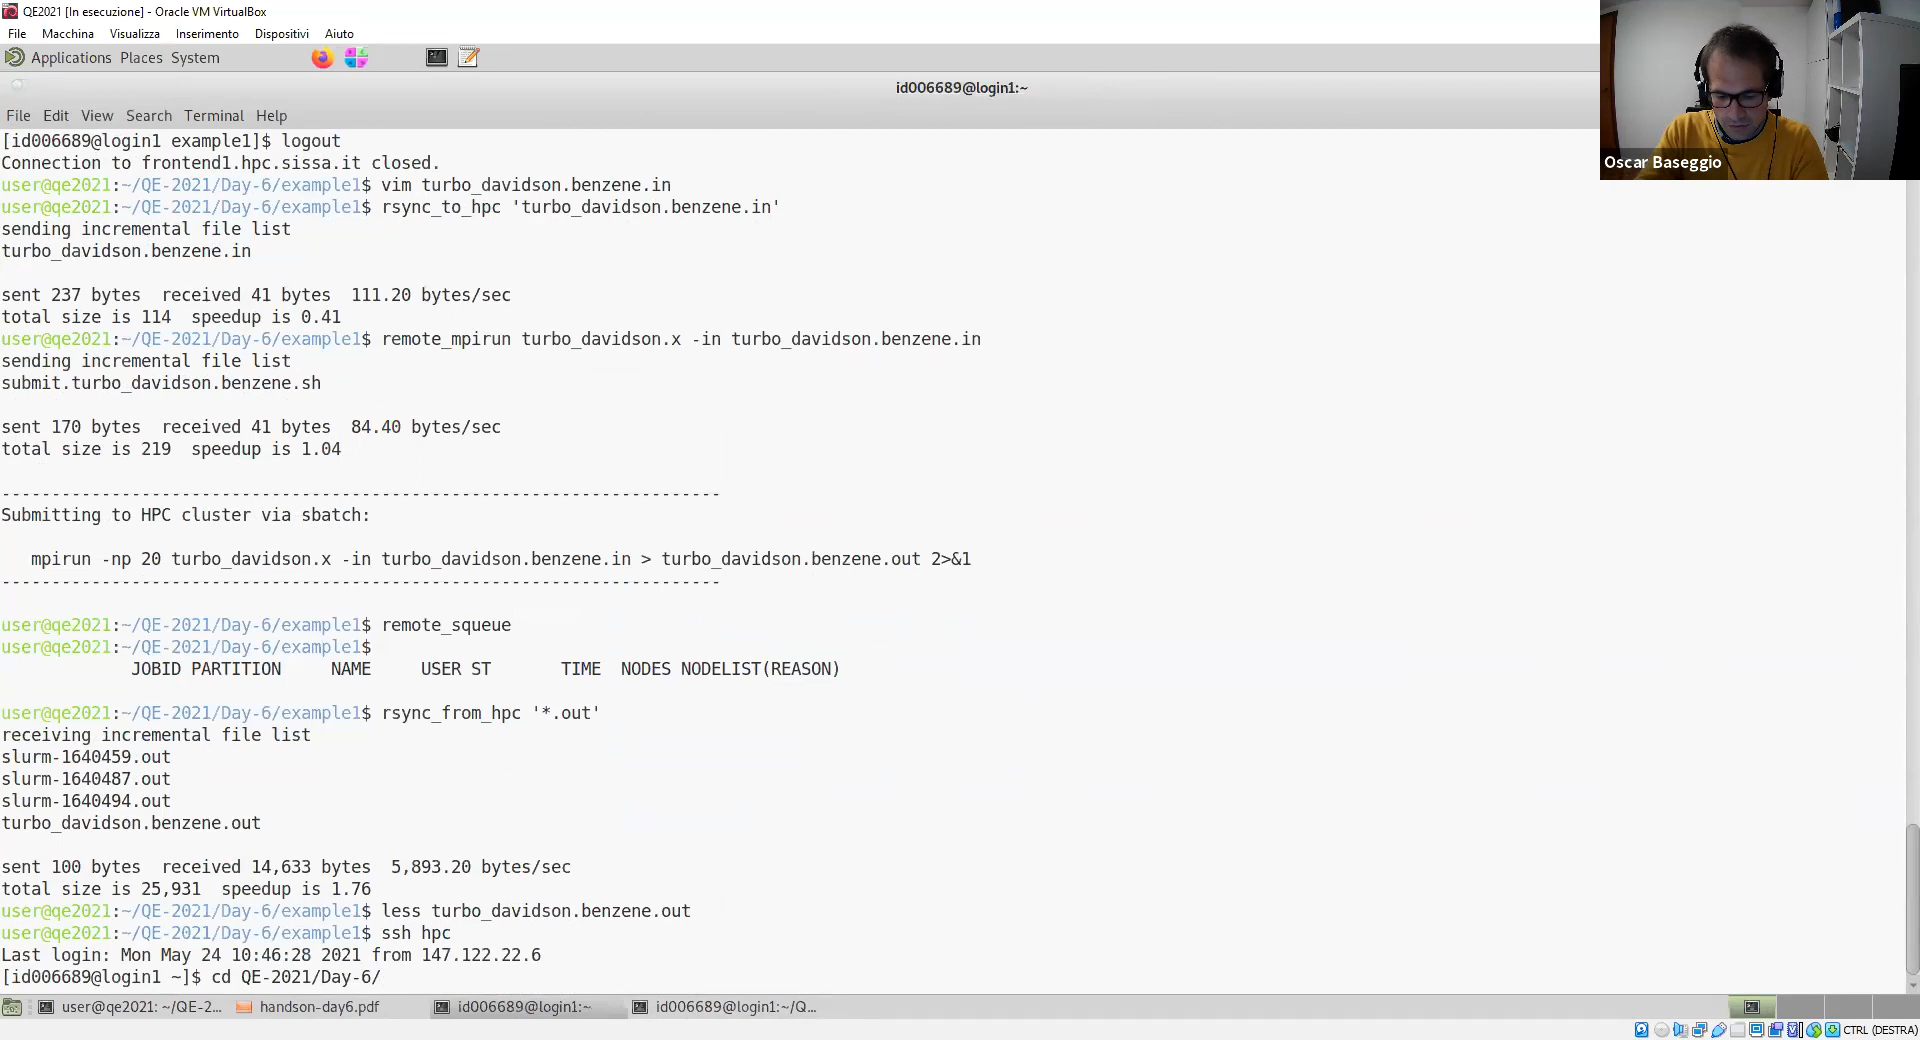 QE2021 [In esecuzione] - Oracle VM VirtualBox
File Macchina Visualizza Inserimento Dispositivi Aiuto
Applications Places System
id006689@login1:~
File Edit View Search Terminal Help
[id006689@login1 example1]$ logout
Connection to frontend1.hpc.sissa.it closed.
user@qe2021:~/QE-2021/Day-6/example1$ vim turbo_davidson.benzene.in
Oscar Baseggio
user@qe2021:~/QE-2021/Day-6/example1$ rsync_to_hpc 'turbo_davidson.benzene.in'
sending incremental file list
turbo_davidson.benzene.in
sent 237 bytes  received 41 bytes  111.20 bytes/sec
total size is 114  speedup is 0.41
user@qe2021:~/QE-2021/Day-6/example1$ remote_mpirun turbo_davidson.x -in turbo_davidson.benzene.in
sending incremental file list
submit.turbo_davidson.benzene.sh
sent 170 bytes  received 41 bytes  84.40 bytes/sec
total size is 219  speedup is 1.04
------------------------------------------------------------------------
Submitting to HPC cluster via sbatch:
mpirun -np 20 turbo_davidson.x -in turbo_davidson.benzene.in > turbo_davidson.benzene.out 2>&1
------------------------------------------------------------------------
user@qe2021:~/QE-2021/Day-6/example1$ remote_squeue
user@qe2021:~/QE-2021/Day-6/example1$
JOBID PARTITION     NAME     USER ST       TIME  NODES NODELIST(REASON)
user@qe2021:~/QE-2021/Day-6/example1$ rsync_from_hpc '*.out'
receiving incremental file list
slurm-1640459.out
slurm-1640487.out
slurm-1640494.out
turbo_davidson.benzene.out
sent 100 bytes  received 14,633 bytes  5,893.20 bytes/sec
total size is 25,931  speedup is 1.76
user@qe2021:~/QE-2021/Day-6/example1$ less turbo_davidson.benzene.out
user@qe2021:~/QE-2021/Day-6/example1$ ssh hpc
Last login: Mon May 24 10:46:28 2021 from 147.122.22.6
[id006689@login1 ~]$ cd QE-2021/Day-6/
user@qe2021: ~/QE-2... handson-day6.pdf id006689@login1:~ id006689@login1:~/Q...
CTRL (DESTRA)